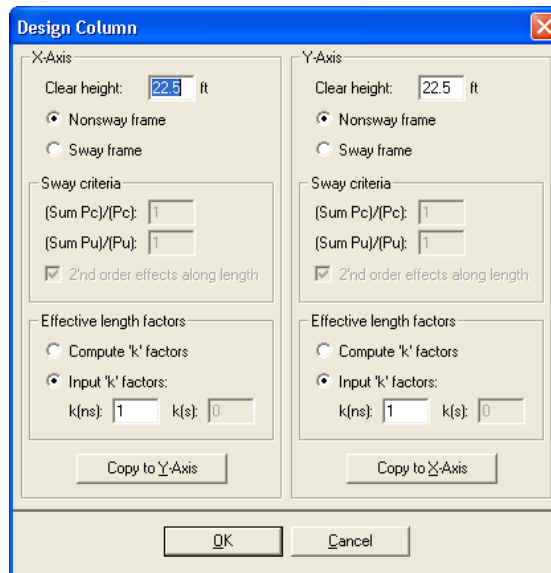 Design Column
X-Axis
Clear height: 22.5 ft
Nonsway frame
Sway frame
Sway criteria
(Sum Pc)/(Pc): 1
(Sum Pu)/(Pu): 1
2'nd order effects along length
Effective length factors
Compute 'k' factors
Input 'k' factors:
k(ns): 1 k(s): 0
Copy to Y-Axis
Y-Axis
Clear height: 22.5 ft
Nonsway frame
Sway frame
Sway criteria
(Sum Pc)/(Pc): 1
(Sum Pu)/(Pu): 1
2'nd order effects along length
Effective length factors
Compute 'k' factors
Input 'k' factors:
k(ns): 1 k(s): 0
Copy to X-Axis
OK Cancel